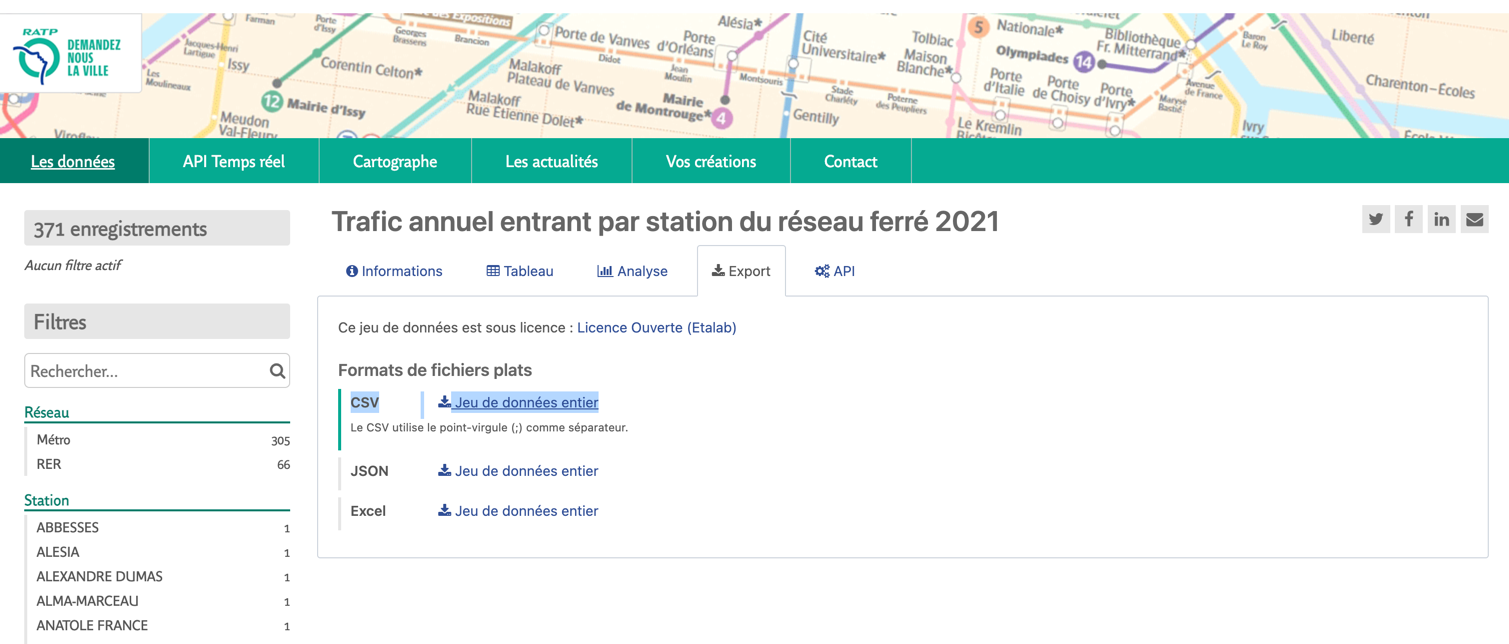 RATP
DEMANDEZ
NOUS
LA VILLE
Farman
Porte
d'Issy
des Expositions
Georges
Brassens
Brancion
Porte de Vanves
Didot
Porte
d'Orléans
Alésia*
Jean
Moulin
Montsouris
Cité
Universitaire*
Stade
Charléty
Poterne
des Peupliers
Tolbiac
Maison
Blanche*
5
Nationale*
Olympiades 14
Bibliothèque
Fr. Mitterrand*
Porte
d'Italie
Porte
de Choisy
Porte
d'Ivry*
Maryse
Bastié
Avenue
de France
Baron
Le Roy
Liberté
Charenton–Écoles
Jacques-Henri
Lartigue
Issy
Les
Moulineaux
Corentin Celton*
12 Mairie d'Issy
Meudon
Val-Fleury
Malakoff
Plateau de Vanves
Malakoff
Rue Etienne Dolet*
Mairie
de Montrouge* 4
Gentilly
Le Kremlin
Ivry
Les données
API Temps réel
Cartographe
Les actualités
Vos créations
Contact
371 enregistrements
Aucun filtre actif
Filtres
Rechercher...
Réseau
Métro 305
RER 66
Station
ABBESSES 1
ALESIA 1
ALEXANDRE DUMAS 1
ALMA-MARCEAU 1
ANATOLE FRANCE 1
Trafic annuel entrant par station du réseau ferré 2021
Informations
Tableau
Analyse
Export
API
Ce jeu de données est sous licence : Licence Ouverte (Etalab)
Formats de fichiers plats
CSV Jeu de données entier
Le CSV utilise le point-virgule (;) comme séparateur.
JSON Jeu de données entier
Excel Jeu de données entier